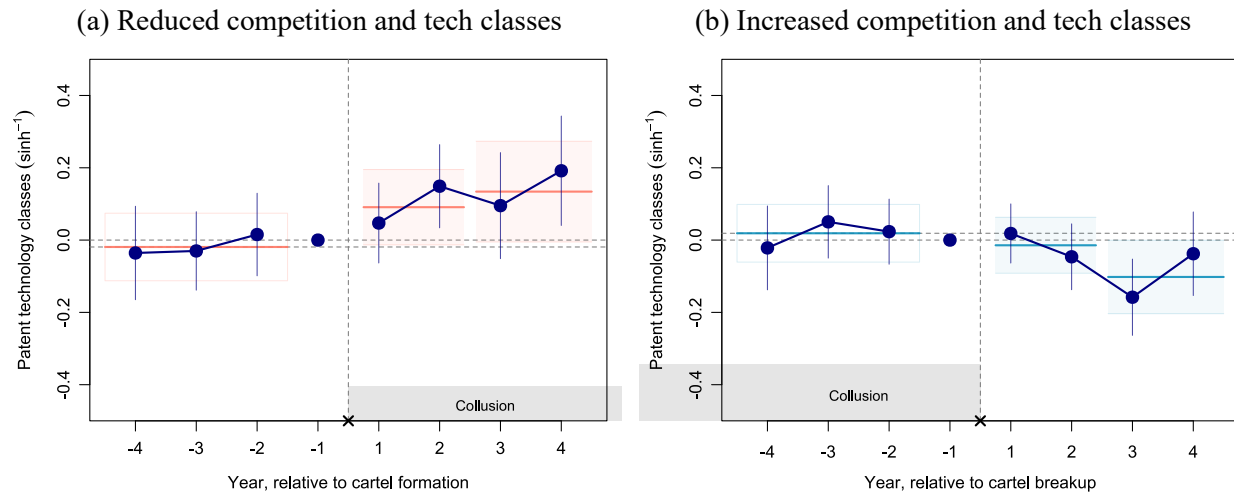 (a) Reduced competition and tech classes
Patent technology classes (sinh⁻¹)
0.4
0.2
0.0
-0.2
-0.4
Collusion
-4 -3 -2 -1 1 2 3 4
Year, relative to cartel formation
(b) Increased competition and tech classes
Patent technology classes (sinh⁻¹)
0.4
0.2
0.0
-0.2
-0.4
Collusion
-4 -3 -2 -1 1 2 3 4
Year, relative to cartel breakup